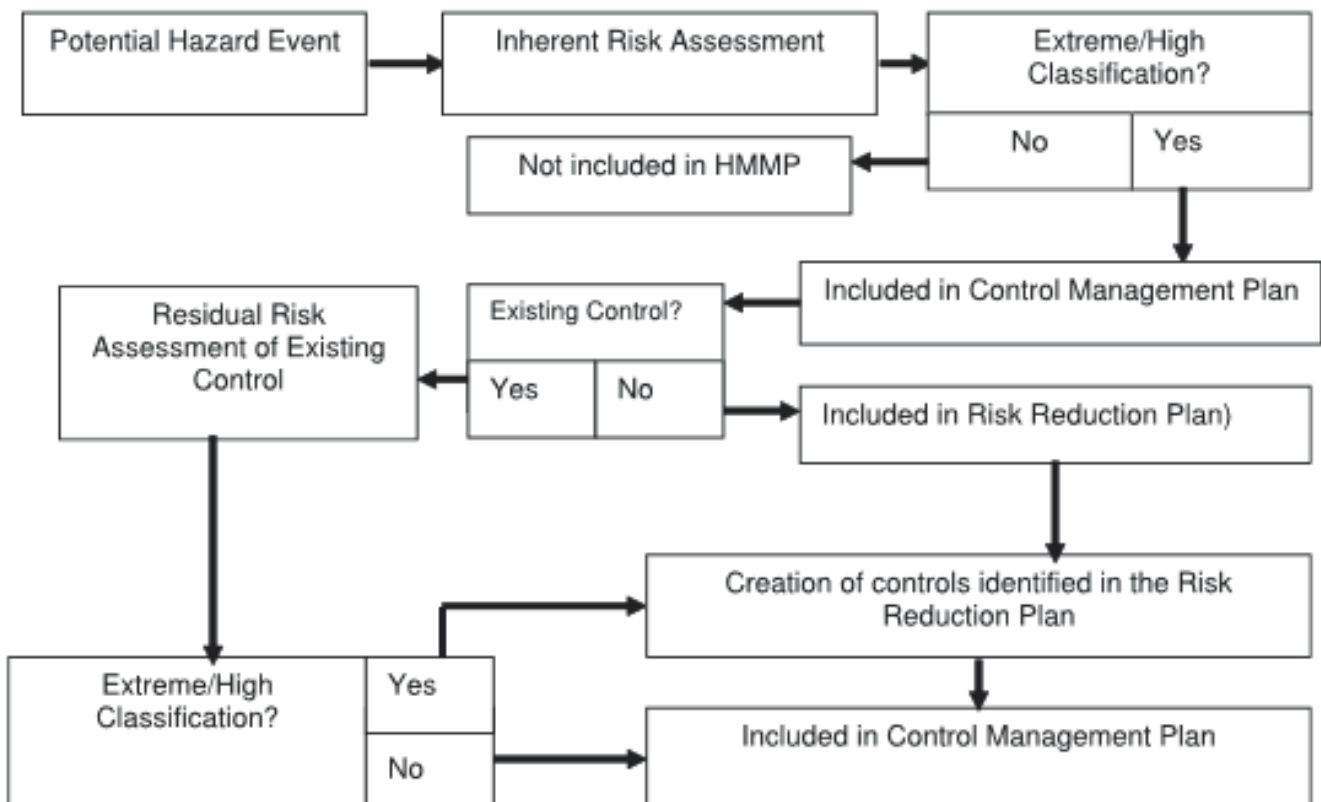 Potential Hazard Event
Inherent Risk Assessment
Extreme/High
Classification?
No
Yes
Not included in HMMP
Included in Control Management Plan
Existing Control?
Yes
No
Residual Risk
Assessment of Existing
Control
Included in Risk Reduction Plan)
Creation of controls identified in the Risk
Reduction Plan
Extreme/High
Classification?
Yes
No
Included in Control Management Plan